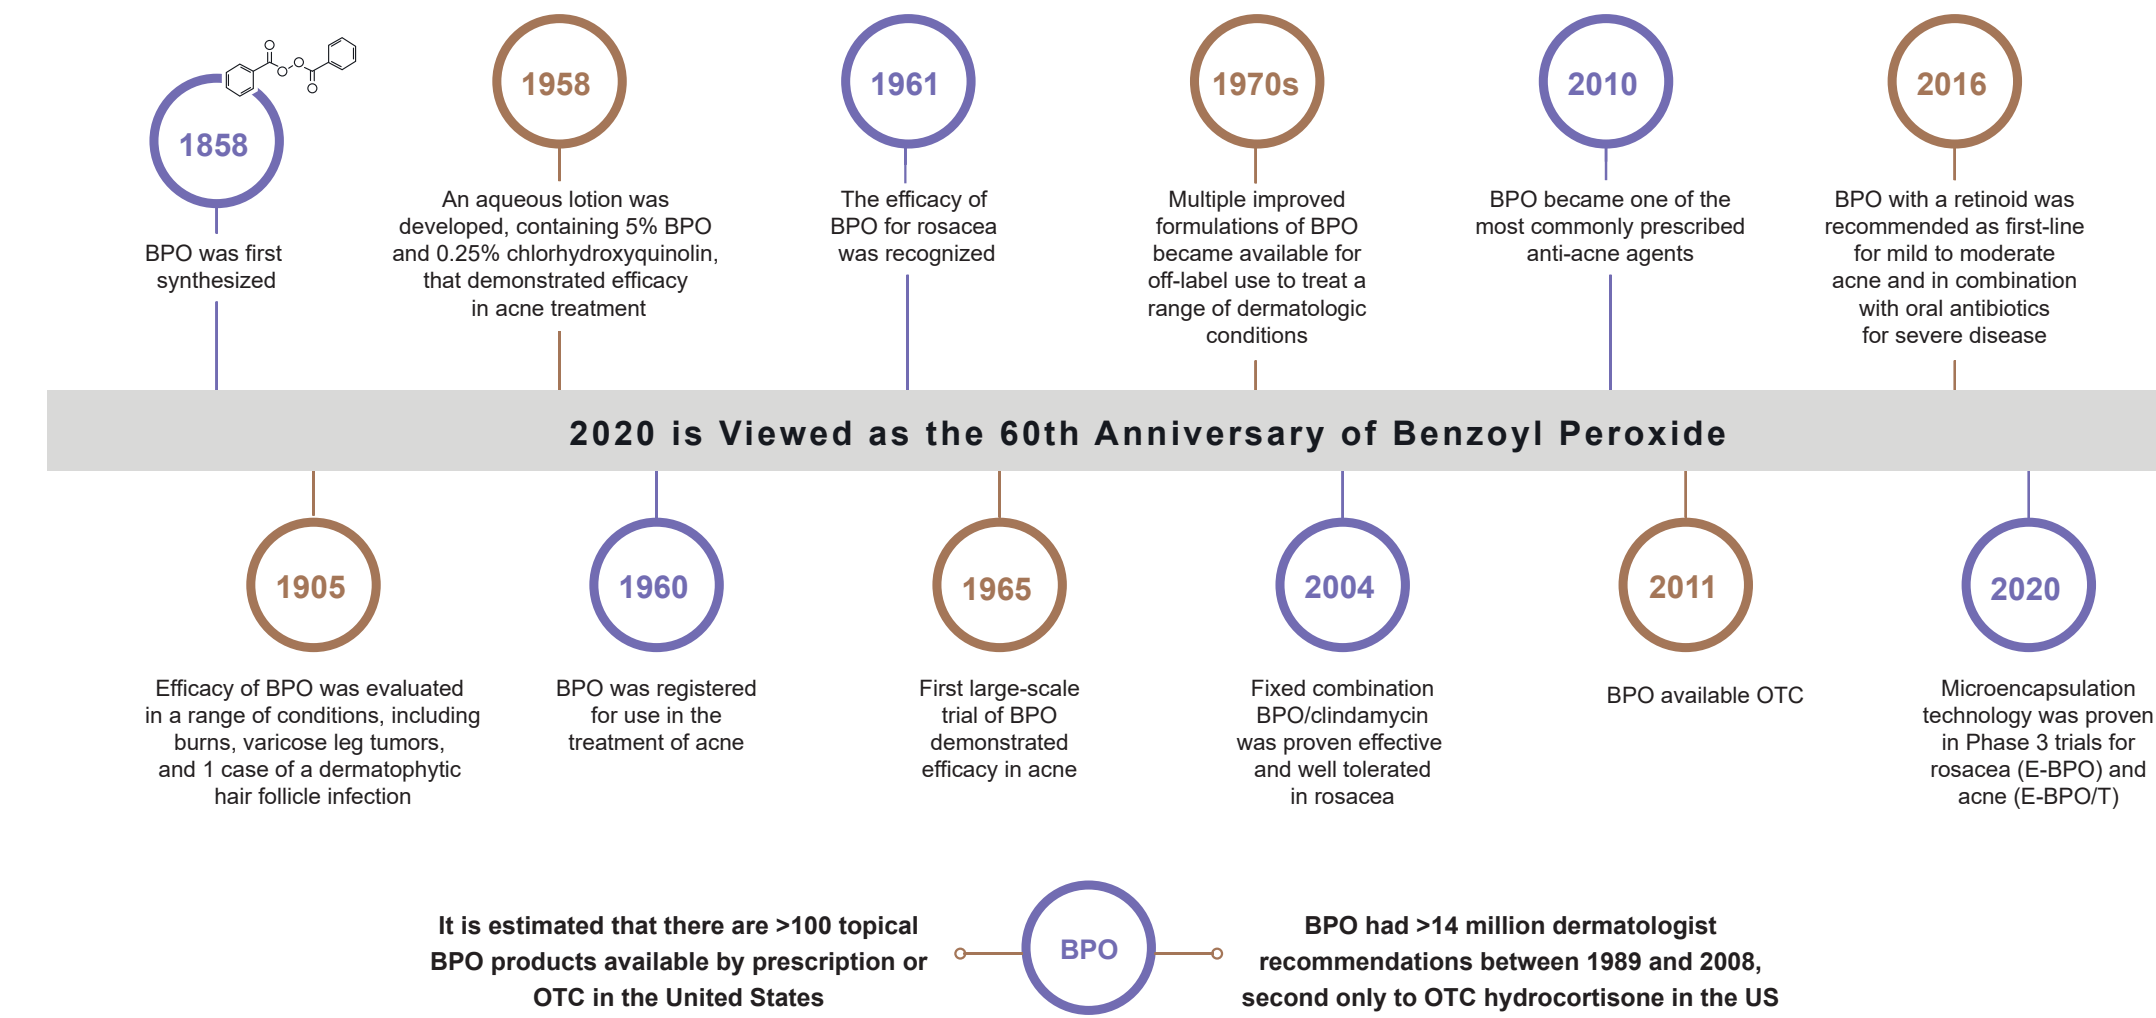 1858
BPO was first
synthesized
1958
An aqueous lotion was
developed, containing 5% BPO
and 0.25% chlorhydroxyquinolin,
that demonstrated efficacy
in acne treatment
1961
The efficacy of
BPO for rosacea
was recognized
1970s
Multiple improved
formulations of BPO
became available for
off-label use to treat a
range of dermatologic
conditions
2010
BPO became one of the
most commonly prescribed
anti-acne agents
2016
BPO with a retinoid was
recommended as first-line
for mild to moderate
acne and in combination
with oral antibiotics
for severe disease
2020 is Viewed as the 60th Anniversary of Benzoyl Peroxide
1905
Efficacy of BPO was evaluated
in a range of conditions, including
burns, varicose leg tumors,
and 1 case of a dermatophytic
hair follicle infection
1960
BPO was registered
for use in the
treatment of acne
1965
First large-scale
trial of BPO
demonstrated
efficacy in acne
2004
Fixed combination
BPO/clindamycin
was proven effective
and well tolerated
in rosacea
2011
BPO available OTC
2020
Microencapsulation
technology was proven
in Phase 3 trials for
rosacea (E-BPO) and
acne (E-BPO/T)
It is estimated that there are >100 topical
BPO products available by prescription or
OTC in the United States
BPO
BPO had >14 million dermatologist
recommendations between 1989 and 2008,
second only to OTC hydrocortisone in the US